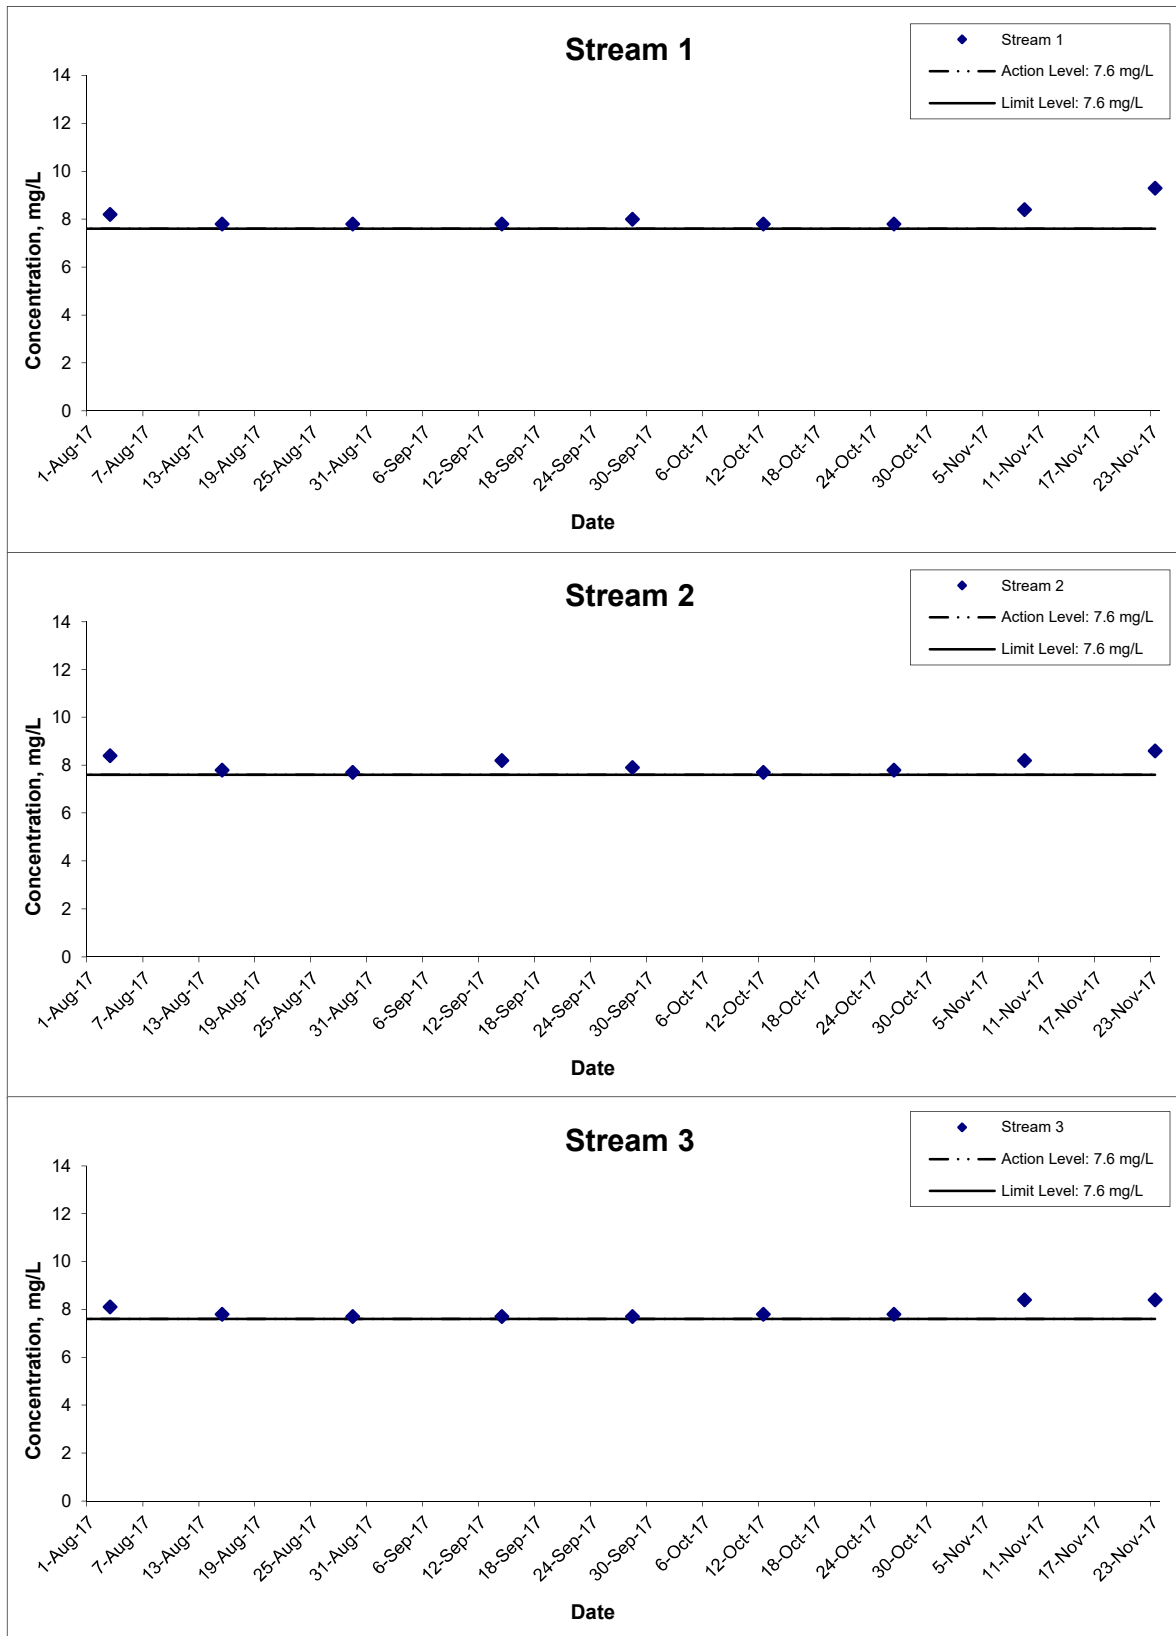 Stream 1
Stream 1
Action Level: 7.6 mg/L
Limit Level: 7.6 mg/L
Concentration, mg/L
14
12
10
8
6
4
2
0
1-Aug-17
7-Aug-17
13-Aug-17
19-Aug-17
25-Aug-17
31-Aug-17
6-Sep-17
12-Sep-17
18-Sep-17
24-Sep-17
30-Sep-17
6-Oct-17
12-Oct-17
18-Oct-17
24-Oct-17
30-Oct-17
5-Nov-17
11-Nov-17
17-Nov-17
23-Nov-17
Date
Stream 2
Stream 2
Action Level: 7.6 mg/L
Limit Level: 7.6 mg/L
Concentration, mg/L
14
12
10
8
6
4
2
0
1-Aug-17
7-Aug-17
13-Aug-17
19-Aug-17
25-Aug-17
31-Aug-17
6-Sep-17
12-Sep-17
18-Sep-17
24-Sep-17
30-Sep-17
6-Oct-17
12-Oct-17
18-Oct-17
24-Oct-17
30-Oct-17
5-Nov-17
11-Nov-17
17-Nov-17
23-Nov-17
Date
Stream 3
Stream 3
Action Level: 7.6 mg/L
Limit Level: 7.6 mg/L
Concentration, mg/L
14
12
10
8
6
4
2
0
1-Aug-17
7-Aug-17
13-Aug-17
19-Aug-17
25-Aug-17
31-Aug-17
6-Sep-17
12-Sep-17
18-Sep-17
24-Sep-17
30-Sep-17
6-Oct-17
12-Oct-17
18-Oct-17
24-Oct-17
30-Oct-17
5-Nov-17
11-Nov-17
17-Nov-17
23-Nov-17
Date